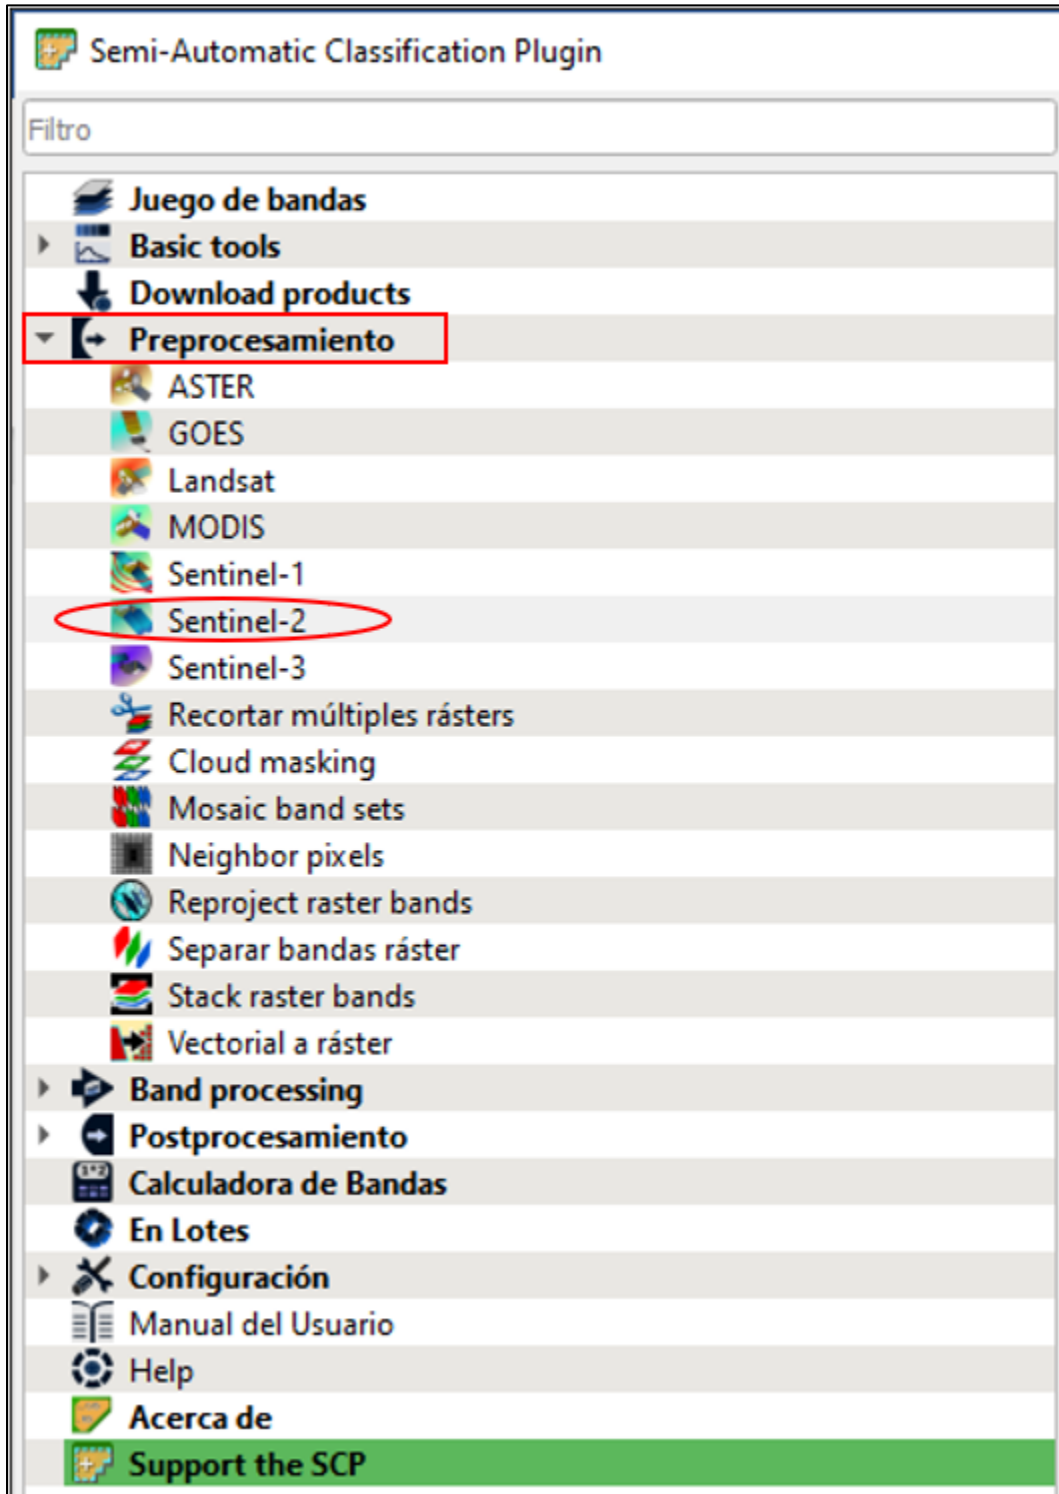 Semi-Automatic Classification Plugin
Filtro
Juego de bandas
Basic tools
Download products
Preprocesamiento
ASTER
GOES
Landsat
MODIS
Sentinel-1
Sentinel-2
Sentinel-3
Recortar múltiples rásters
Cloud masking
Mosaic band sets
Neighbor pixels
Reproject raster bands
Separar bandas ráster
Stack raster bands
Vectorial a ráster
Band processing
Postprocesamiento
Calculadora de Bandas
En Lotes
Configuración
Manual del Usuario
Help
Acerca de
Support the SCP